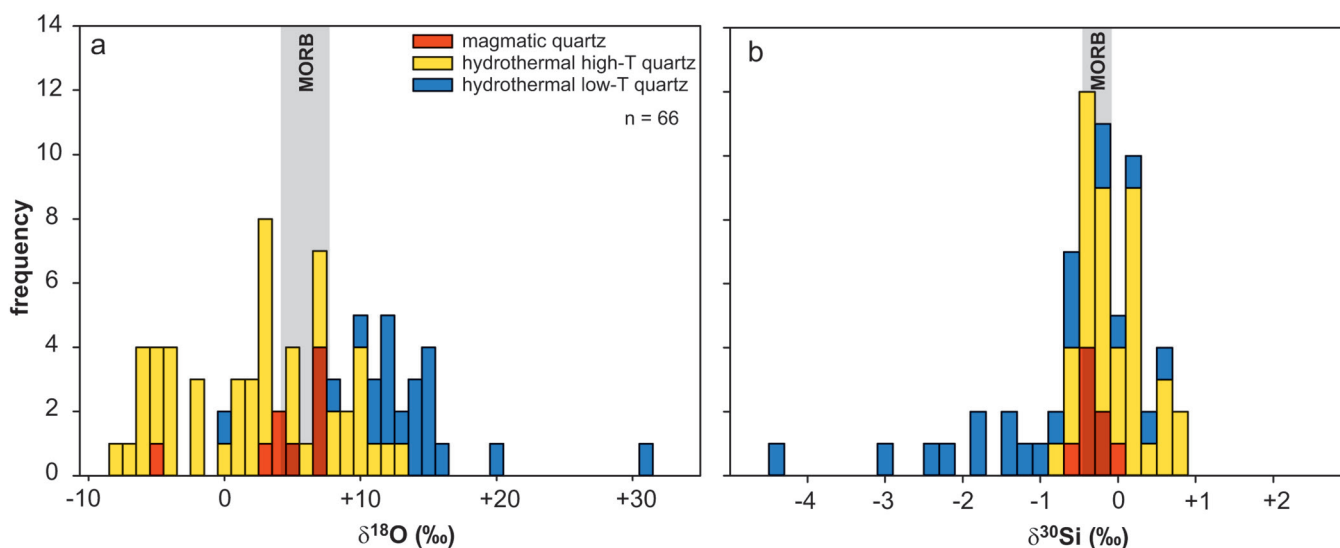 a
MORB
magmatic quartz
hydrothermal high-T quartz
hydrothermal low-T quartz
n = 66
frequency
14
12
10
8
6
4
2
0
-10 0 +10 +20 +30
δ18O (‰)
b
MORB
-4 -3 -2 -1 0 +1 +2
δ30Si (‰)